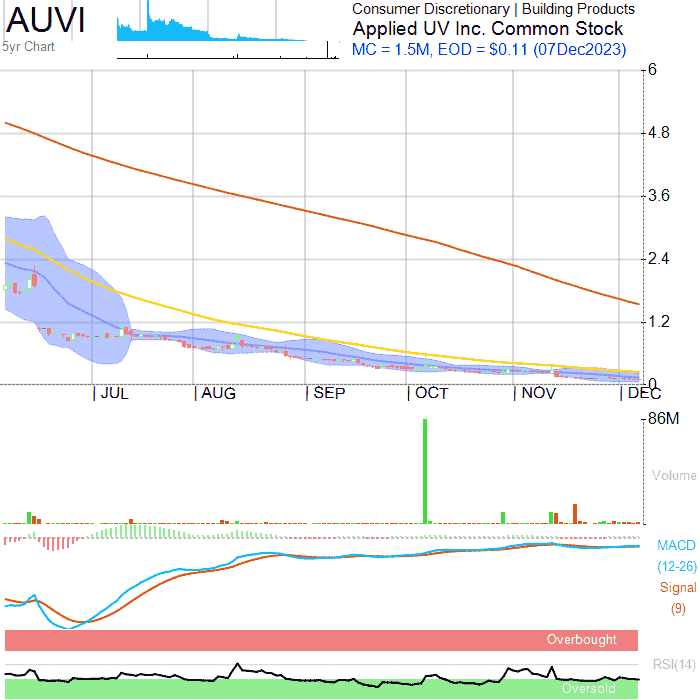 AUVI
5yr Chart
Consumer Discretionary | Building Products
Applied UV Inc. Common Stock
MC = 1.5M, EOD = $0.11 (07Dec2023)
6
4.8
3.6
2.4
1.2
0
JUL
AUG
SEP
OCT
NOV
DEC
86M
Volume
MACD
(12-26)
Signal
(9)
Overbought
RSI(14)
Oversold